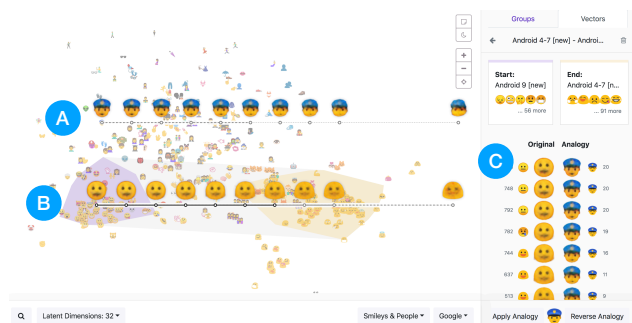 Groups Vectors
Android 4-7 [new] - Androi...
Start: End:
Android 9 [new] Android 4-7 [n...
... 56 more ... 91 more
A
Original Analogy
C
20
748 20
B
792 20
782 19
744 16
637 11
513 9
Latent Dimensions: 32 Smileys & People Google Apply Analogy Reverse Analogy